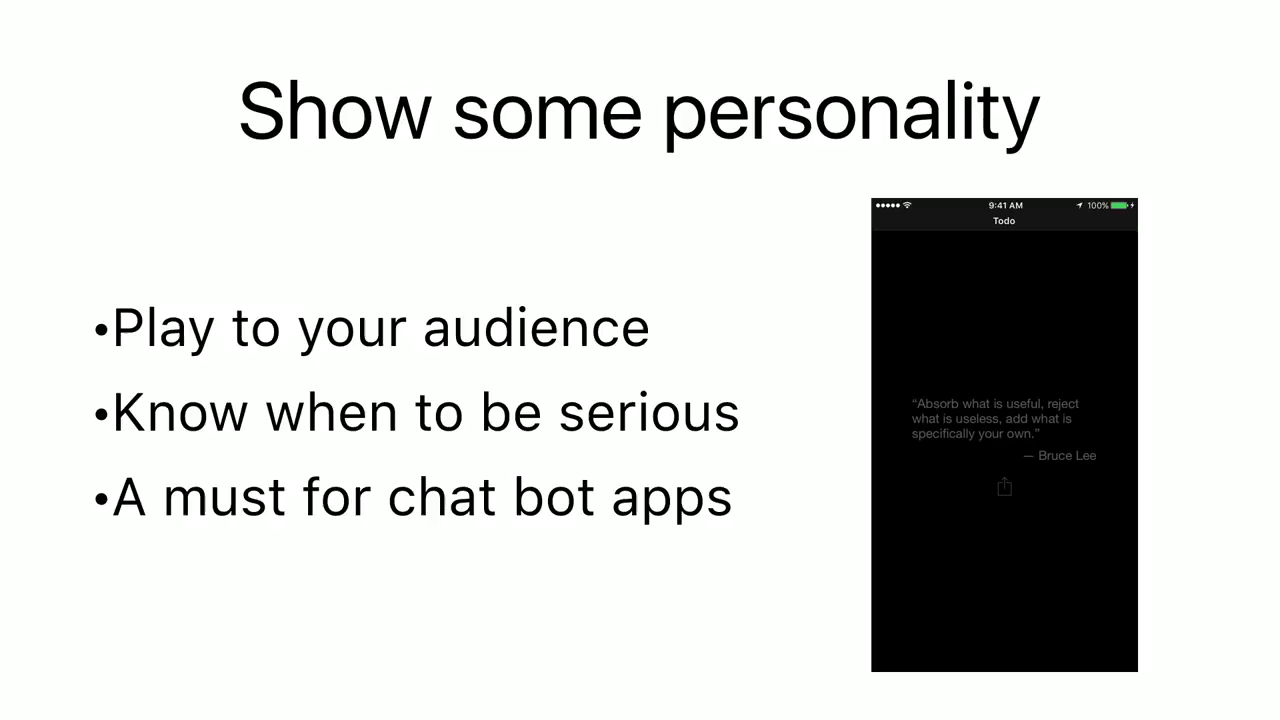 Show some personality
•Play to your audience
•Know when to be serious
•A must for chat bot apps
9:41 AM
100%
Todo
“Absorb what is useful, reject
what is useless, add what is
specifically your own.”
— Bruce Lee